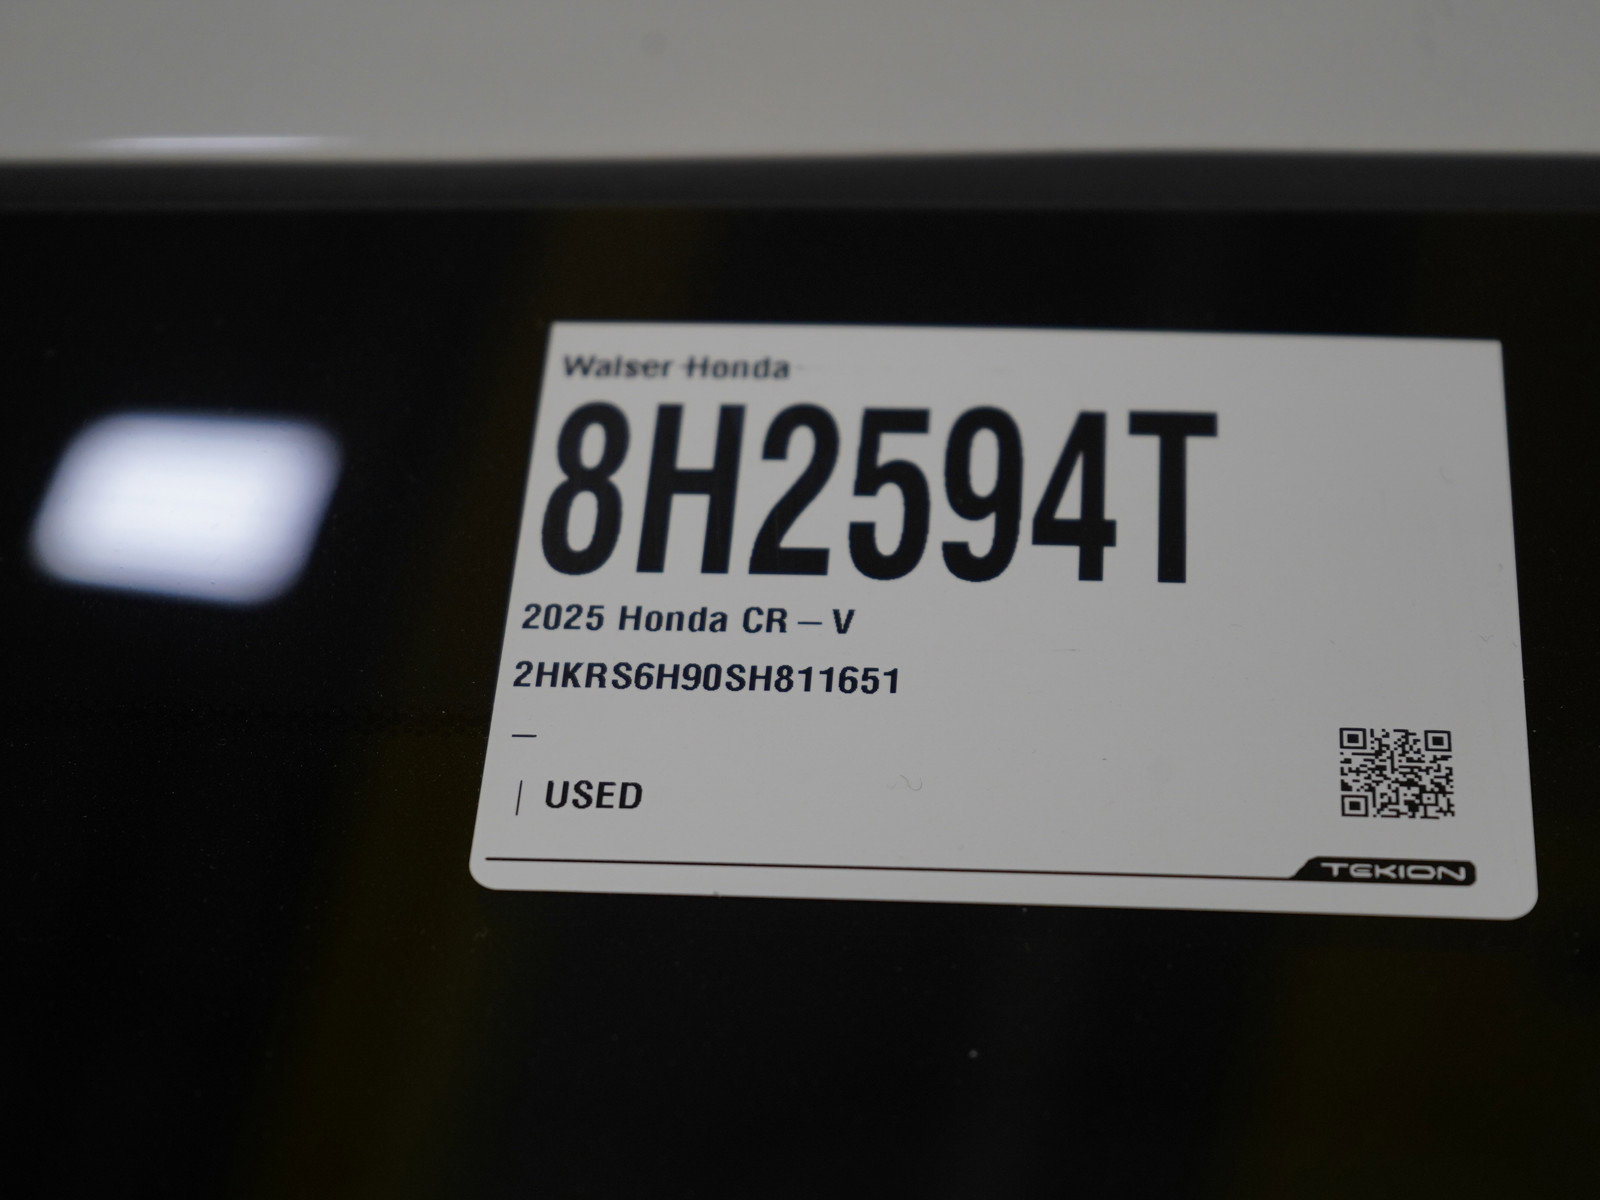 Walser Honda
8H2594T
2025 Honda CR – V
2HKRS6H90SH811651
—
| USED
TEKION